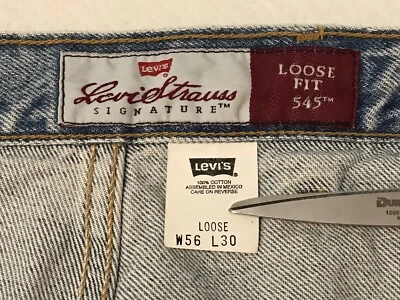 Levi's
Levi Strauss
SIGNATURE™
LOOSE
FIT
545™
LEVI'S
100% COTTON
ASSEMBLED IN MEXICO
CARE ON REVERSE
LOOSE
W56 L30